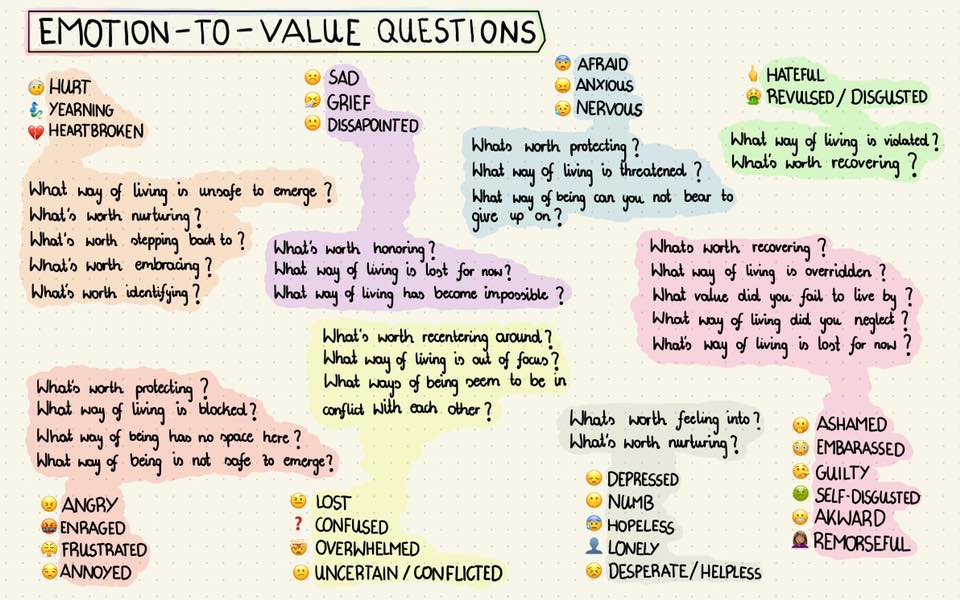 EMOTION-TO-VALUE QUESTIONS
HURT
YEARNING
HEARTBROKEN
What way of living is unsafe to emerge?
What's worth nurturing?
What's worth stepping back to?
What's worth embracing?
What's worth identifying?
SAD
GRIEF
DISSAPOINTED
What's worth honoring?
What way of living is lost for now?
What way of living has become impossible?
AFRAID
ANXIOUS
NERVOUS
Whats worth protecting?
What way of living is threatened?
What way of being can you not bear to
give up on?
HATEFUL
REVULSED/DISGUSTED
What way of living is violated?
What's worth recovering?
Whats worth recovering?
What way of living is overridden?
What value did you fail to live by?
What way of living did you neglect?
What's way of living is lost for now?
ASHAMED
EMBARASSED
GUILTY
SELF-DISGUSTED
AKWARD
REMORSEFUL
What's worth protecting?
What way of living is blocked?
What way of being has no space here?
What way of being is not safe to emerge?
ANGRY
ENRAGED
FRUSTRATED
ANNOYED
What's worth recentering around?
What way of living is out of focus?
What ways of being seem to be in
conflict with each other?
LOST
? CONFUSED
OVERWHELMED
UNCERTAIN/CONFLICTED
Whats worth feeling into?
What's worth nurturing?
DEPRESSED
NUMB
HOPELESS
LONELY
DESPERATE/HELPLESS